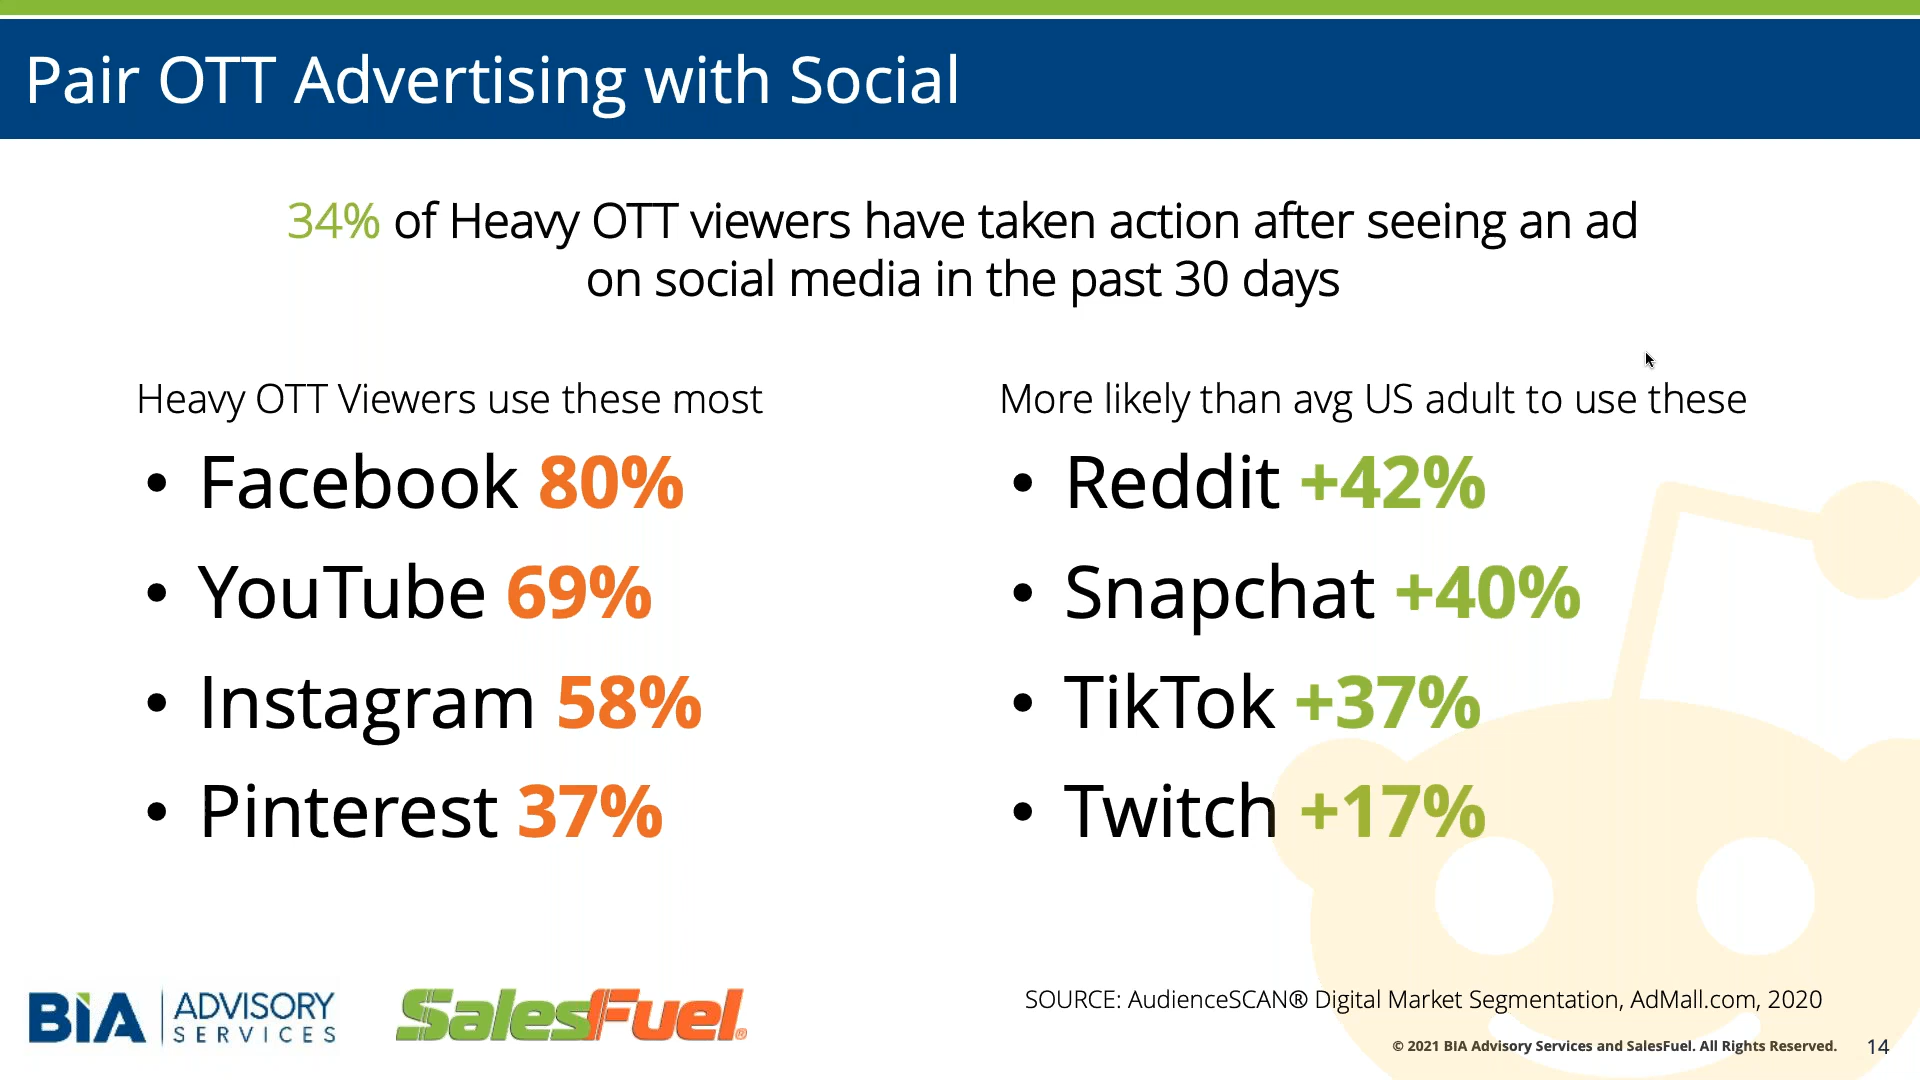 Pair OTT Advertising with Social
34% of Heavy OTT viewers have taken action after seeing an ad
on social media in the past 30 days
Heavy OTT Viewers use these most
• Facebook 80%
• YouTube 69%
• Instagram 58%
• Pinterest 37%
More likely than avg US adult to use these
• Reddit +42%
• Snapchat +40%
• TikTok +37%
• Twitch +17%
BiA ADVISORY
SERVICES
SalesFuel®
SOURCE: AudienceSCAN® Digital Market Segmentation, AdMall.com, 2020
© 2021 BIA Advisory Services and SalesFuel. All Rights Reserved.
14